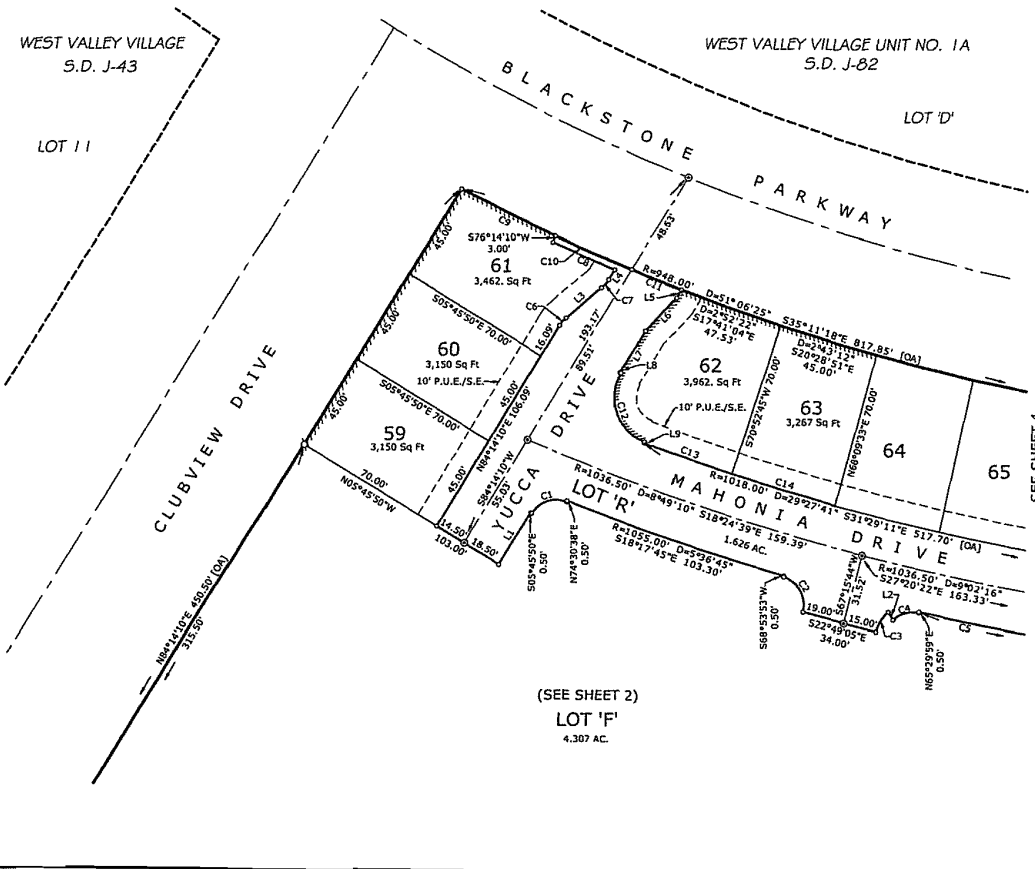 WEST VALLEY VILLAGE
S.D. J-43
LOT 11
WEST VALLEY VILLAGE UNIT NO. 1A
S.D. J-82
LOT 'D'
BLACKSTONE PARKWAY
CLUBVIEW DRIVE
48.63'
45.00'
C9
S76°14'10"W
3.00'
C10
C8
61
3,462. Sq Ft
L4
C7
L3
C6
16.09'
193.17'
89.51'
R=948.00' D=51°06'25" S35°11'18"E 817.85' [OA]
C11
L5
L6
D=2°52'22"
S17°41'04"E
47.53'
D=2°43'12"
S20°28'51"E
45.00'
45.00'
S05°45'50"E 70.00'
60
3,150 Sq Ft
10' P.U.E./S.E.
45.00'
N84°14'10"E 106.09'
L7
L8
62
3,962. Sq Ft
10' P.U.E./S.E.
S70°52'45"W 70.00'
63
3,267 Sq Ft
N68°09'33"E 70.00'
64
65
SEE SHEET 4
45.00'
S05°45'50"E 70.00'
59
3,150 Sq Ft
45.00'
70.00'
N05°45'50"W
S84°14'10"W
55.03'
YUCCA DRIVE
C12
L9
C13
C14
R=1018.00' D=29°27'41" S31°29'11"E 517.70' [OA]
MAHONIA DRIVE
R=1036.50' D=8°49'10" S18°24'39"E 159.39'
LOT 'R'
1.626 AC.
14.50'
18.50'
103.00'
L1
C1
S05°45'50"E
0.50'
N74°30'38"E
0.50'
R=1055.00' D=5°36'45"
S18°17'45"E 103.30'
R=1036.50' D=9°02'16"
S27°20'22"E 163.33'
S67°15'44"W
31.52'
C2
S68°53'53"W
0.50'
19.00'
15.00'
S22°49'05"E
34.00'
L2
C3
C4
C5
N65°29'59"E
0.50'
N84°14'10"E 450.50' [OA]
315.50'
(SEE SHEET 2)
LOT 'F'
4.307 AC.